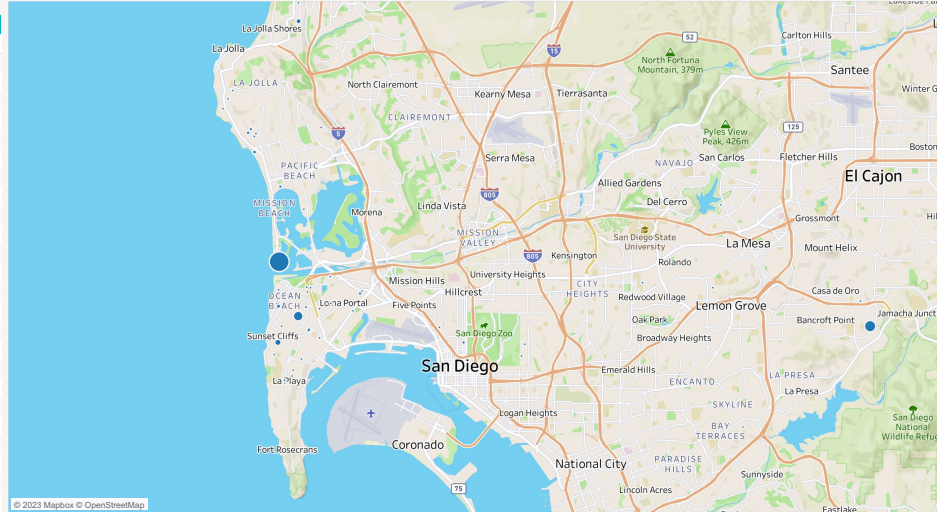 Lakeside Fa
La Jolla Shores
Carlton Hills
52
15
La Jolla
North Fortuna
Mountain, 379m
Santee
LA JOLLA
North Clairemont
Kearny Mesa
Tierrasanta
Winter G
CLAIREMONT
5
125
Pyles View
Peak, 426m
Boston
Serra Mesa
NAVAJO
San Carlos
Fletcher Hills
PACIFIC
BEACH
El Cajon
Allied Gardens
805
MISSION
BEACH
Morena
Linda Vista
Del Cerro
Grossmont
Hil
MISSION
VALLEY
San Diego State
University
La Mesa
Mount Helix
805
Kensington
Rolando
University Heights
Mission Hills
CITY
HEIGHTS
Hillcrest
Redwood Village
Casa de Oro
OCEAN
BEACH
Loma Portal
Five Points
Lemon Grove
Oak Park
Bancroft Point
Jamacha Junct
San Diego Zoo
Sunset Cliffs
Broadway Heights
San Diego
Emerald Hills
La Playa
ENCANTO
LA PRESA
La Presa
SKYLINE
Logan Heights
San Diego
National
Wildlife Refug
BAY
TERRACES
Coronado
Fort Rosecrans
PARADISE
HILLS
National City
Sunnyside
75
Lincoln Acres
Eastlake
© 2023 Mapbox © OpenStreetMap